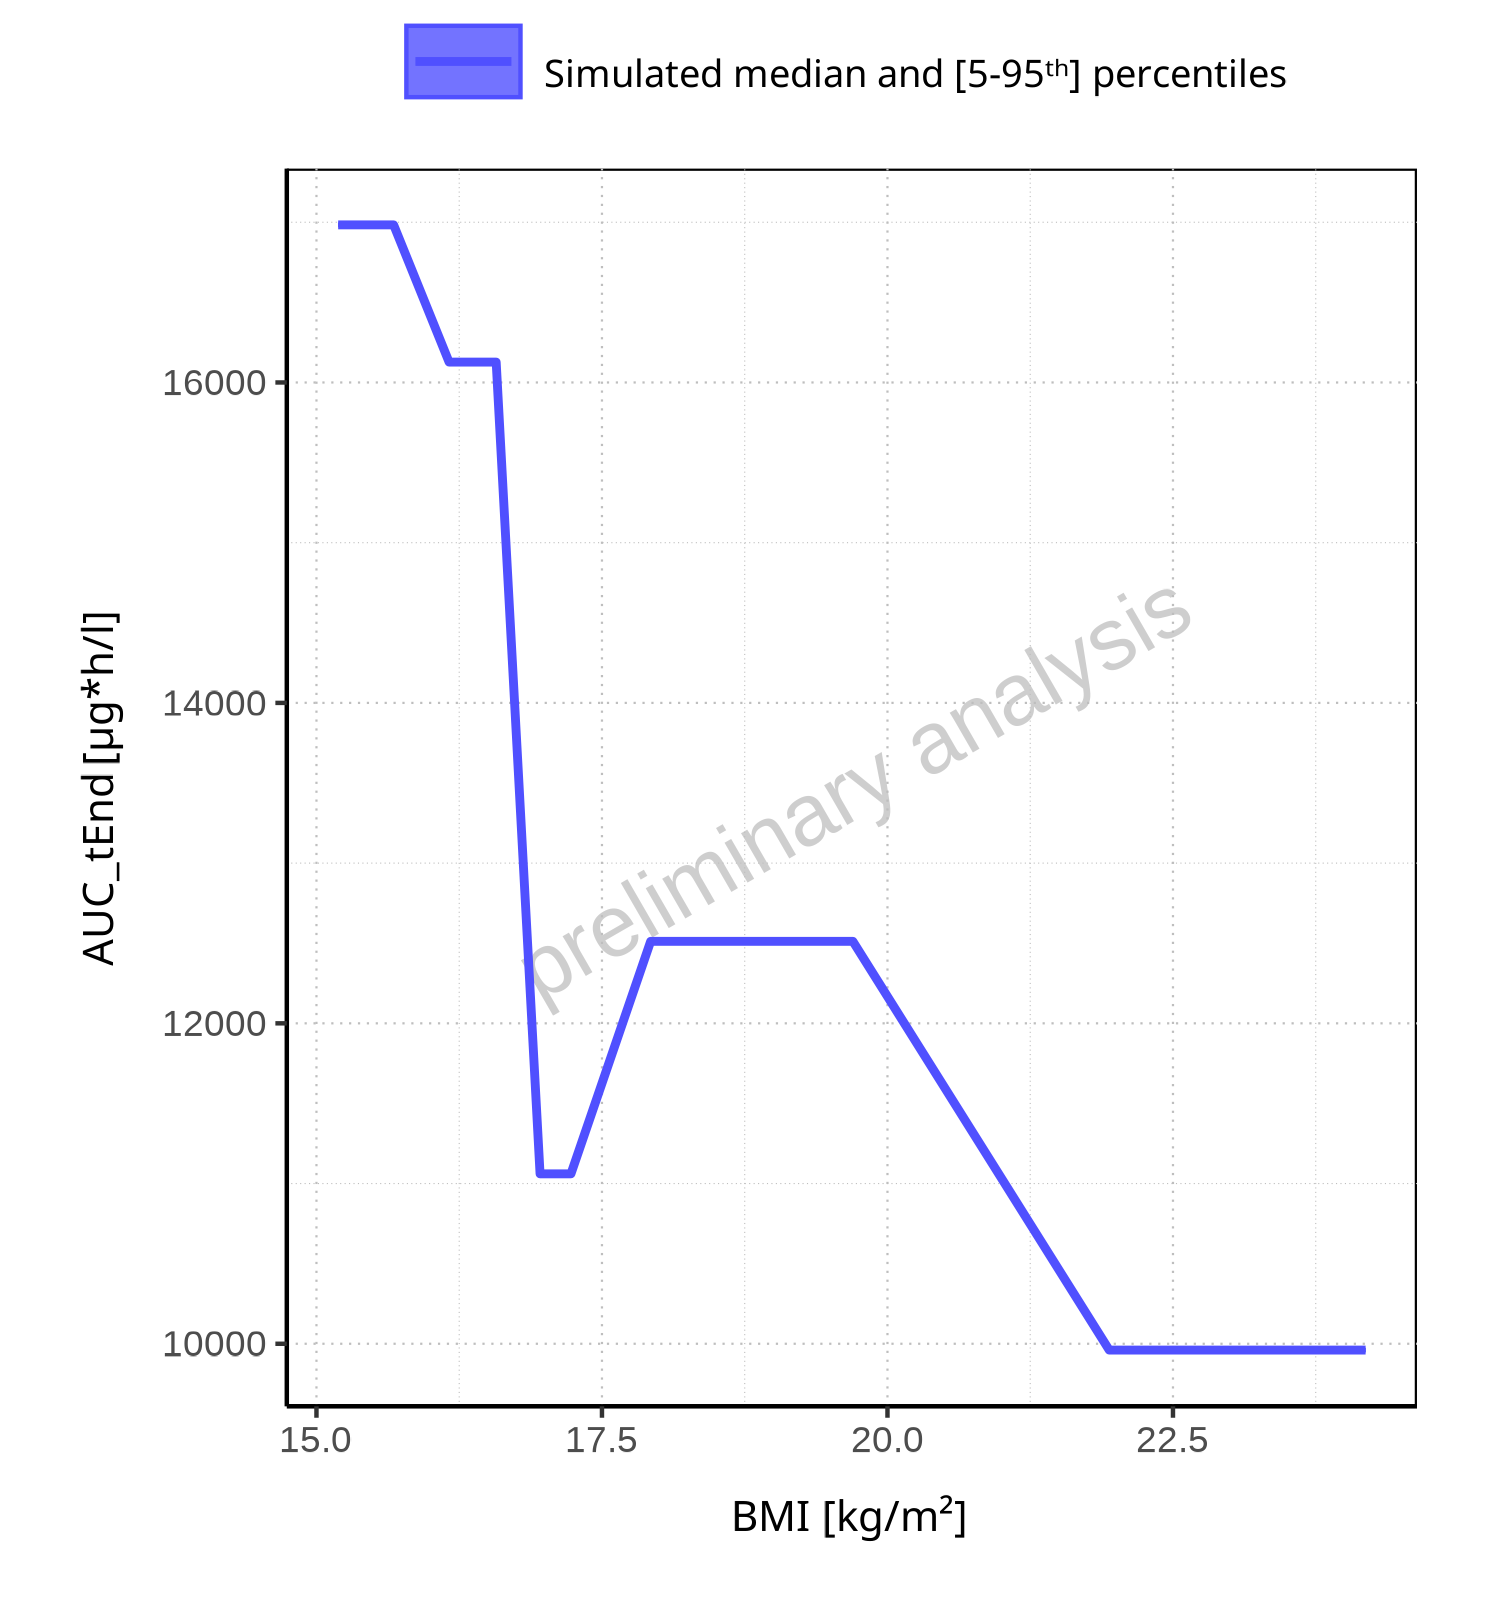 Simulated median and [5-95ᵗʰ] percentiles
16000
14000
12000
10000
AUC_tEnd [µg*h/l]
preliminary analysis
15.0 17.5 20.0 22.5
BMI [kg/m²]